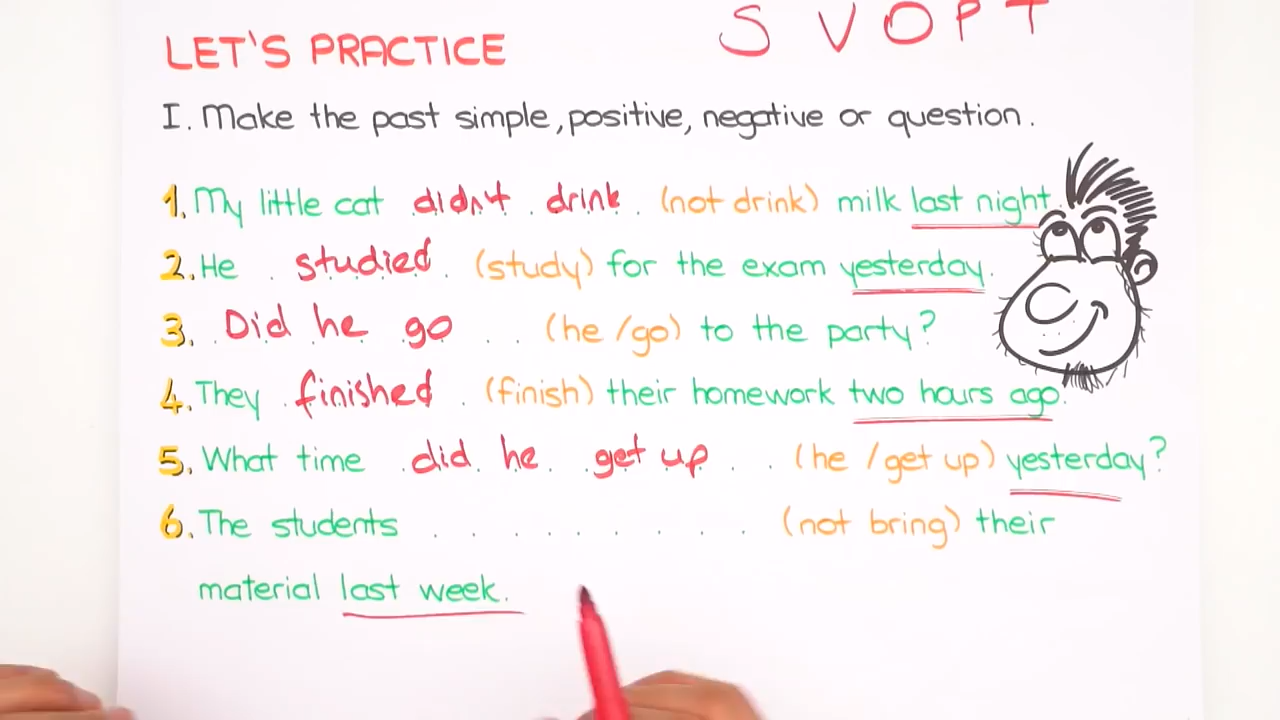 S V O P T
LET'S PRACTICE
I. Make the past simple, positive, negative or question.
1. My little cat didn't drink. (not drink) milk last night.
2. He . studied . (study) for the exam yesterday.
3. . Did he go . . (he /go) to the party?
4. They . finished . (finish) their homework two hours ago.
5. What time . did . he . . get up . . (he /get up) yesterday?
6. The students . . . . . . . . . (not bring) their
material last week.